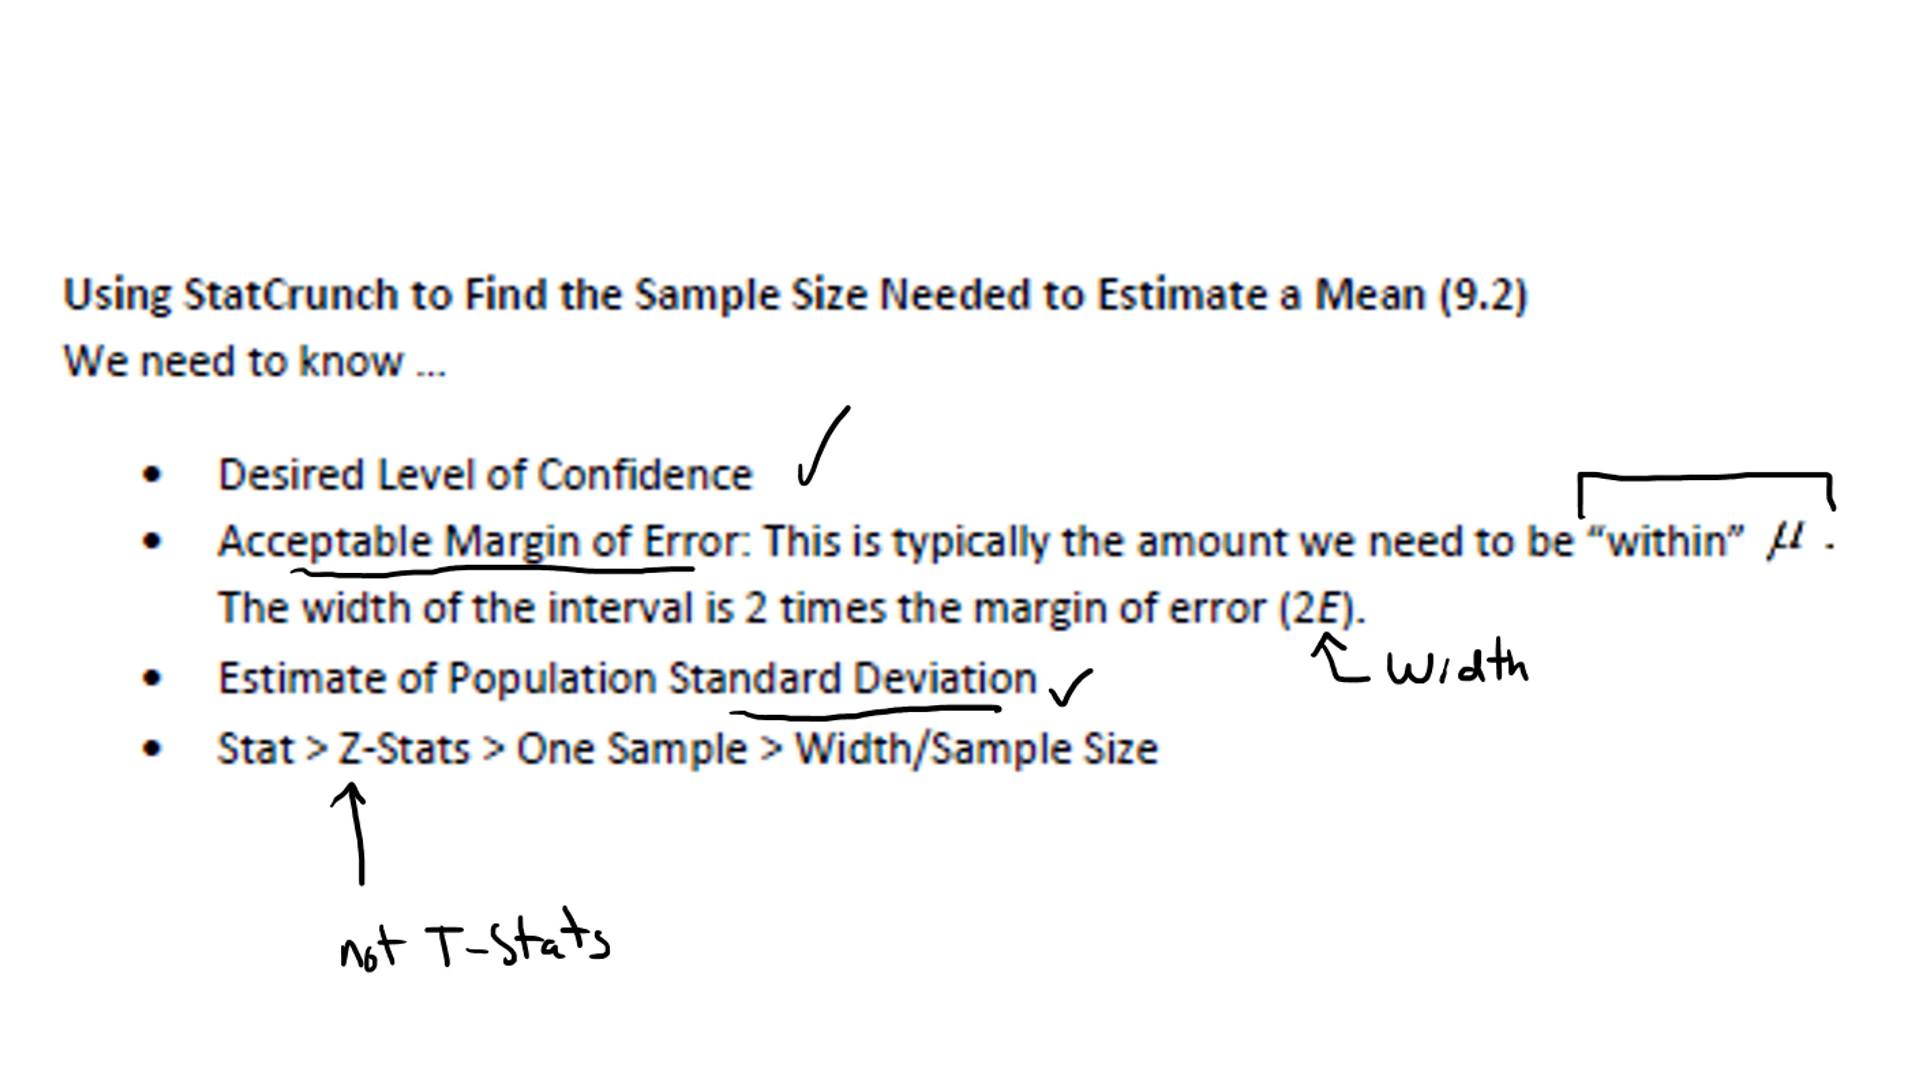 Using StatCrunch to Find the Sample Size Needed to Estimate a Mean (9.2)
We need to know ...
• Desired Level of Confidence ✓
• Acceptable Margin of Error: This is typically the amount we need to be “within” μ .
The width of the interval is 2 times the margin of error (2E).
width
• Estimate of Population Standard Deviation ✓
• Stat > Z-Stats > One Sample > Width/Sample Size
not T-Stats